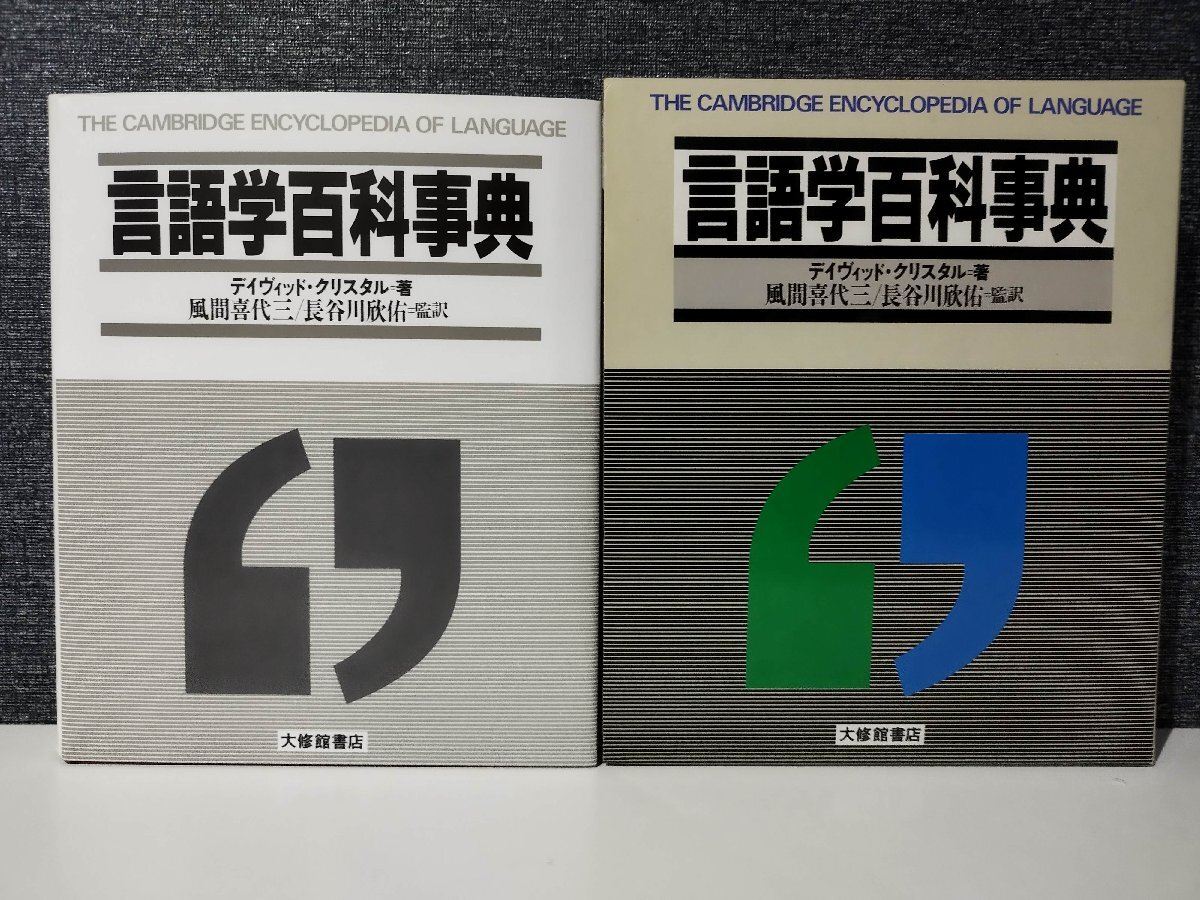 THE CAMBRIDGE ENCYCLOPEDIA OF LANGUAGE
言語学百科事典
デイヴィッド・クリスタル=著
風間喜代三/長谷川欣佑=監訳
大修館書店
THE CAMBRIDGE ENCYCLOPEDIA OF LANGUAGE
言語学百科事典
デイヴィッド・クリスタル=著
風間喜代三/長谷川欣佑=監訳
大修館書店